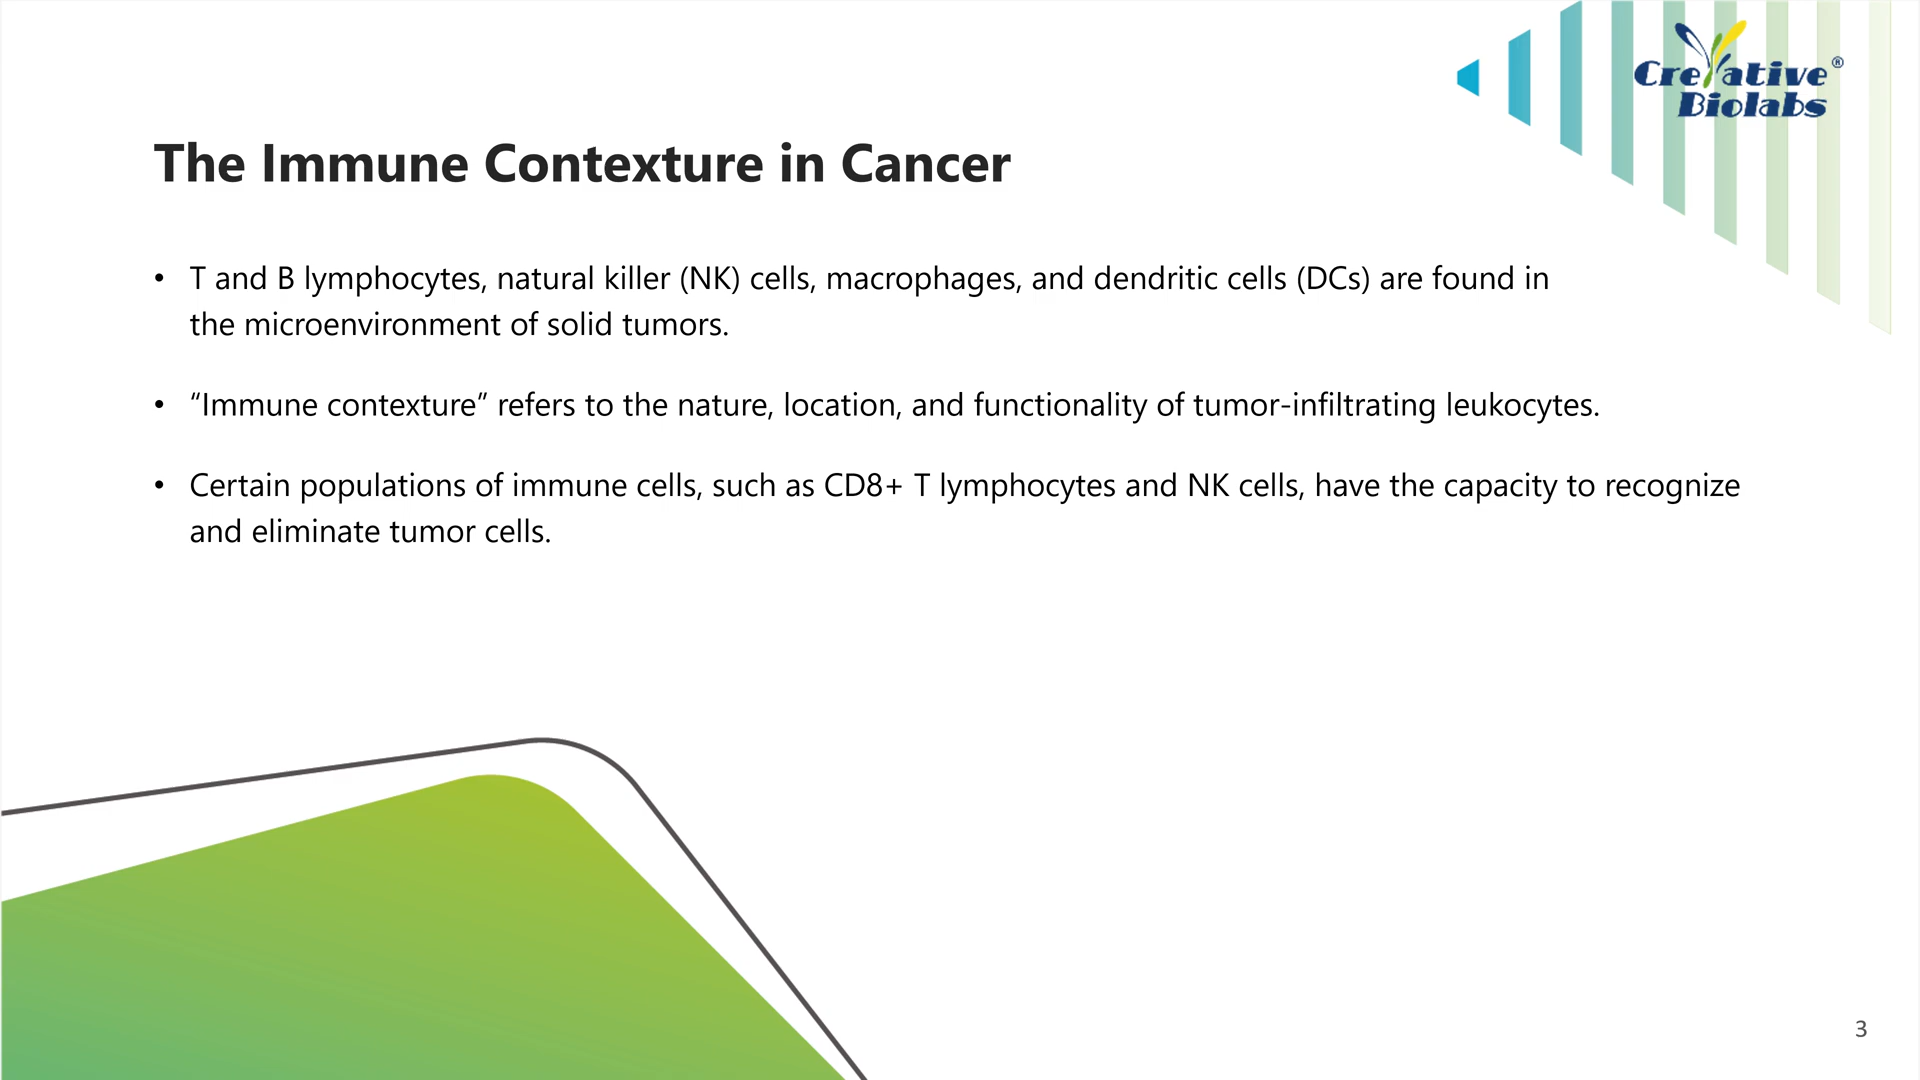 Creative®
Biolabs
The Immune Contexture in Cancer
• T and B lymphocytes, natural killer (NK) cells, macrophages, and dendritic cells (DCs) are found in
the microenvironment of solid tumors.
• “Immune contexture” refers to the nature, location, and functionality of tumor-infiltrating leukocytes.
• Certain populations of immune cells, such as CD8+ T lymphocytes and NK cells, have the capacity to recognize
and eliminate tumor cells.
3